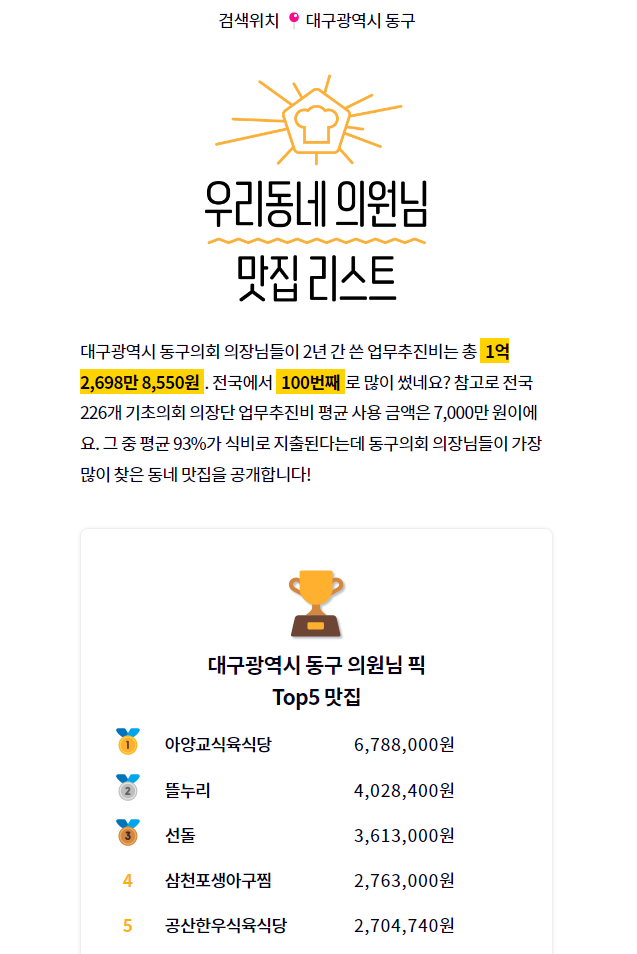 검색위치 대구광역시 동구
우리동네 의원님
맛집 리스트
대구광역시 동구의회 의장님들이 2년 간 쓴 업무추진비는 총 1억
2,698만 8,550원 . 전국에서 100번째 로 많이 썼네요? 참고로 전국
226개 기초의회 의장단 업무추진비 평균 사용 금액은 7,000만 원이에
요. 그 중 평균 93%가 식비로 지출된다는데 동구의회 의장님들이 가장
많이 찾은 동네 맛집을 공개합니다!
대구광역시 동구 의원님 픽
Top5 맛집
1 아양교식육식당 6,788,000원
2 뜰누리 4,028,400원
3 선돌 3,613,000원
4 삼천포생아구찜 2,763,000원
5 공산한우식육식당 2,704,740원